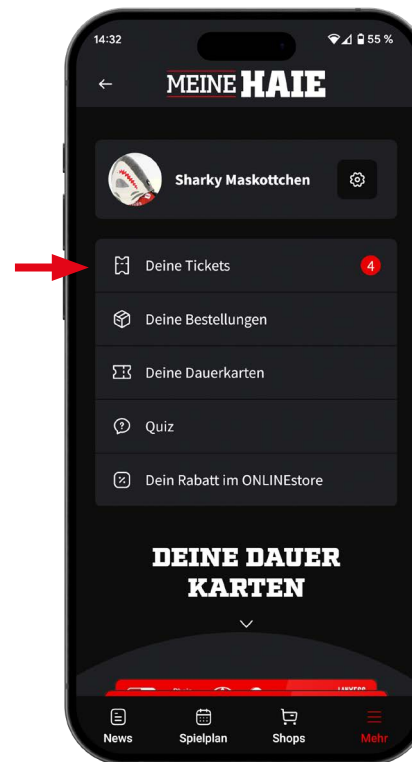 14:32
55 %
MEINE HAIE
Sharky Maskottchen
Deine Tickets
4
Deine Bestellungen
Deine Dauerkarten
Quiz
Dein Rabatt im ONLINEstore
DEINE DAUER
KARTEN
News
Spielplan
Shops
Mehr